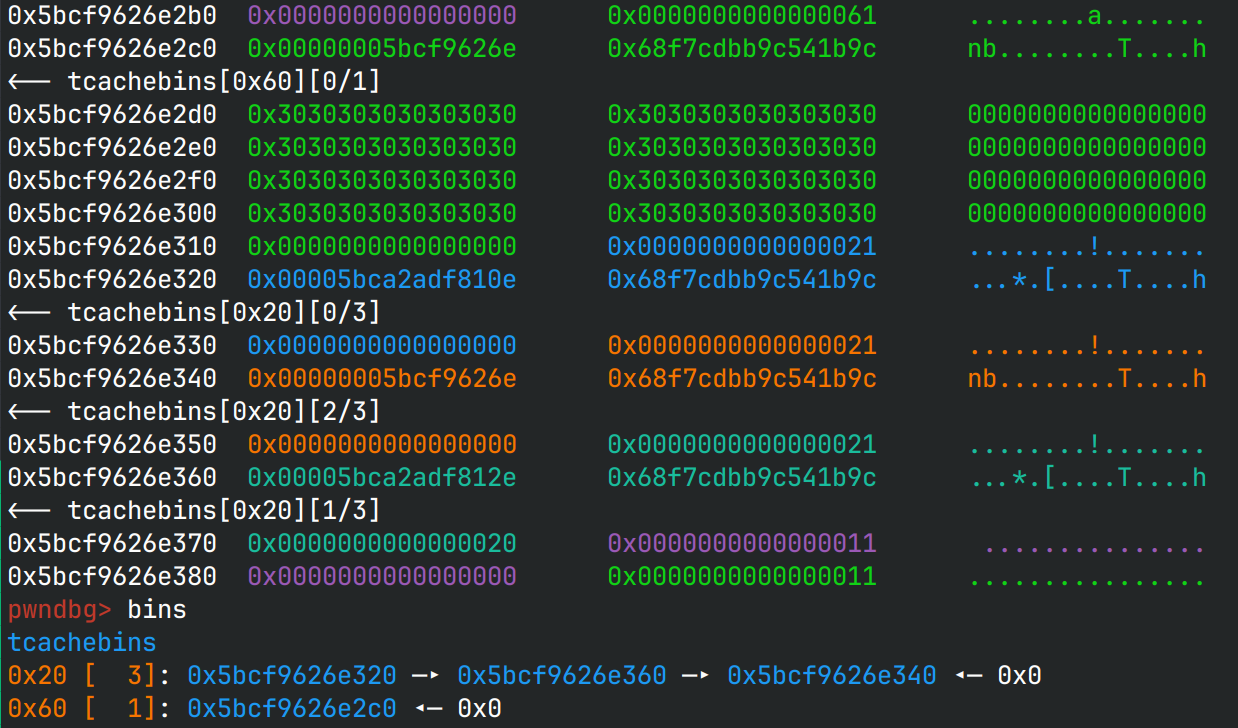 0x5bcf9626e2b0  0x0000000000000000      0x0000000000000061      ........a.......
0x5bcf9626e2c0  0x00000005bcf9626e      0x68f7cdbb9c541b9c      nb........T....h
<— tcachebins[0x60][0/1]
0x5bcf9626e2d0  0x3030303030303030      0x3030303030303030      0000000000000000
0x5bcf9626e2e0  0x3030303030303030      0x3030303030303030      0000000000000000
0x5bcf9626e2f0  0x3030303030303030      0x3030303030303030      0000000000000000
0x5bcf9626e300  0x3030303030303030      0x3030303030303030      0000000000000000
0x5bcf9626e310  0x0000000000000000      0x0000000000000021      ........!.......
0x5bcf9626e320  0x00005bca2adf810e      0x68f7cdbb9c541b9c      ...*.[....T....h
<— tcachebins[0x20][0/3]
0x5bcf9626e330  0x0000000000000000      0x0000000000000021      ........!.......
0x5bcf9626e340  0x00000005bcf9626e      0x68f7cdbb9c541b9c      nb........T....h
<— tcachebins[0x20][2/3]
0x5bcf9626e350  0x0000000000000000      0x0000000000000021      ........!.......
0x5bcf9626e360  0x00005bca2adf812e      0x68f7cdbb9c541b9c      ...*.[....T....h
<— tcachebins[0x20][1/3]
0x5bcf9626e370  0x0000000000000020      0x0000000000000011       ...............
0x5bcf9626e380  0x0000000000000000      0x0000000000000011      ................
pwndbg> bins
tcachebins
0x20 [  3]: 0x5bcf9626e320 —▸ 0x5bcf9626e360 —▸ 0x5bcf9626e340 ◂— 0x0
0x60 [  1]: 0x5bcf9626e2c0 ◂— 0x0